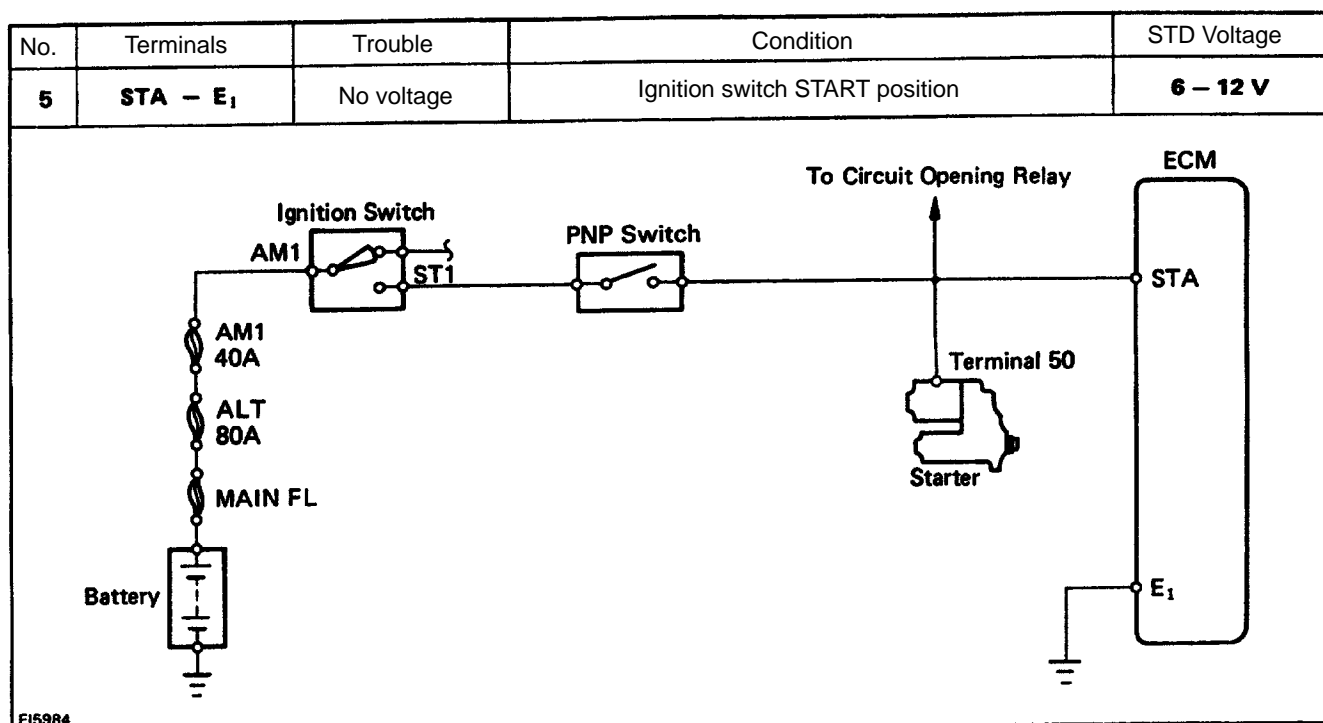 No. Terminals Trouble Condition STD Voltage
5 STA – E₁ No voltage Ignition switch START position 6 – 12 V
ECM
To Circuit Opening Relay
Ignition Switch
PNP Switch
AM1
ST1
STA
AM1
40A
Terminal 50
ALT
80A
Starter
MAIN FL
Battery
E₁
FI5984